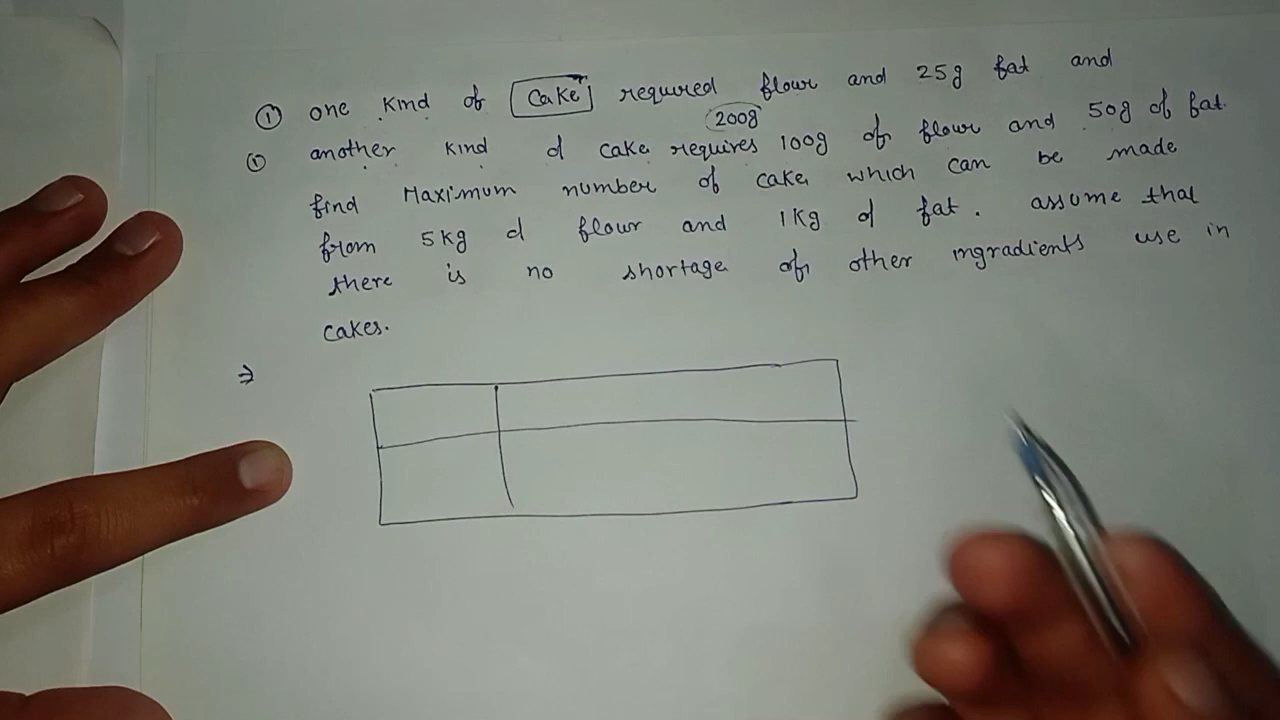 ① one kind of cake required flour and 25g fat and
200g
① another kind of cake requires 100g of flour and 50g of fat.
find Maximum number of cake which can be made
from 5kg of flour and 1kg of fat. assume that
there is no shortage of other ingradients use in
cakes.
⇒